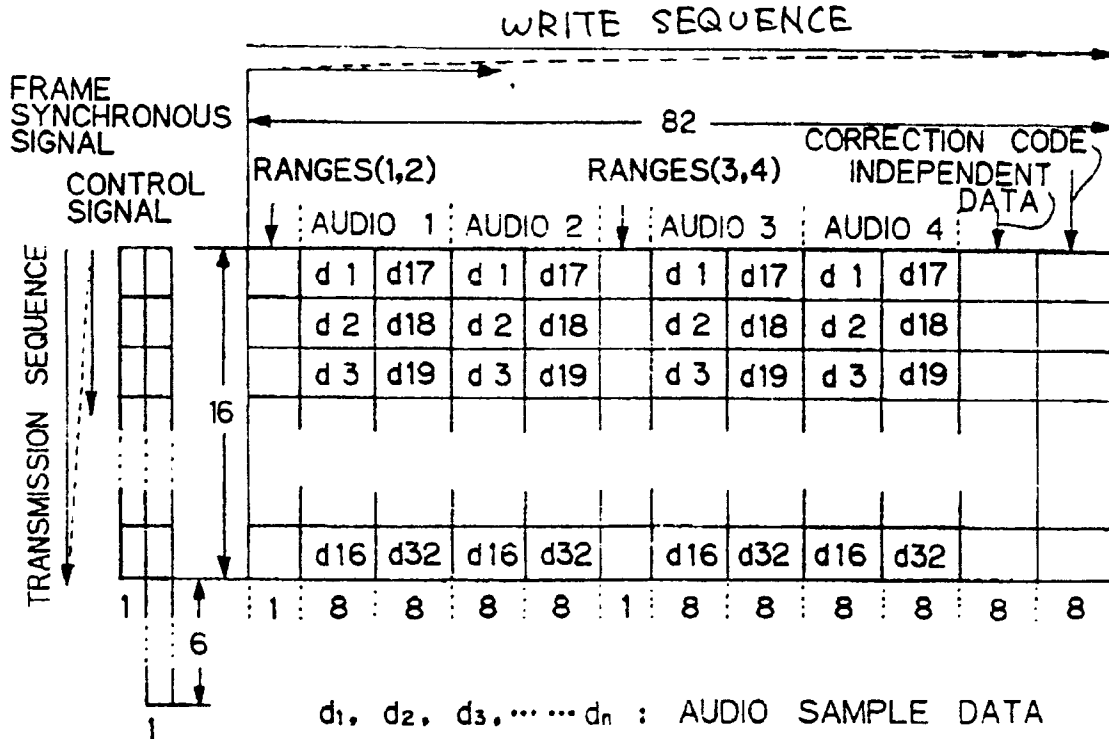 WRITE SEQUENCE
FRAME
SYNCHRONOUS
SIGNAL
82
CORRECTION CODE
CONTROL
SIGNAL
RANGES(1,2)
RANGES(3,4)
INDEPENDENT
DATA
AUDIO 1 AUDIO 2 AUDIO 3 AUDIO 4
TRANSMISSION SEQUENCE
d 1 d17 d 1 d17 d 1 d17 d 1 d17
d 2 d18 d 2 d18 d 2 d18 d 2 d18
d 3 d19 d 3 d19 d 3 d19 d 3 d19
16
d16 d32 d16 d32 d16 d32 d16 d32
1 1 8 8 8 8 1 8 8 8 8 8 8
6
1
d1, d2, d3, ...... dn : AUDIO SAMPLE DATA